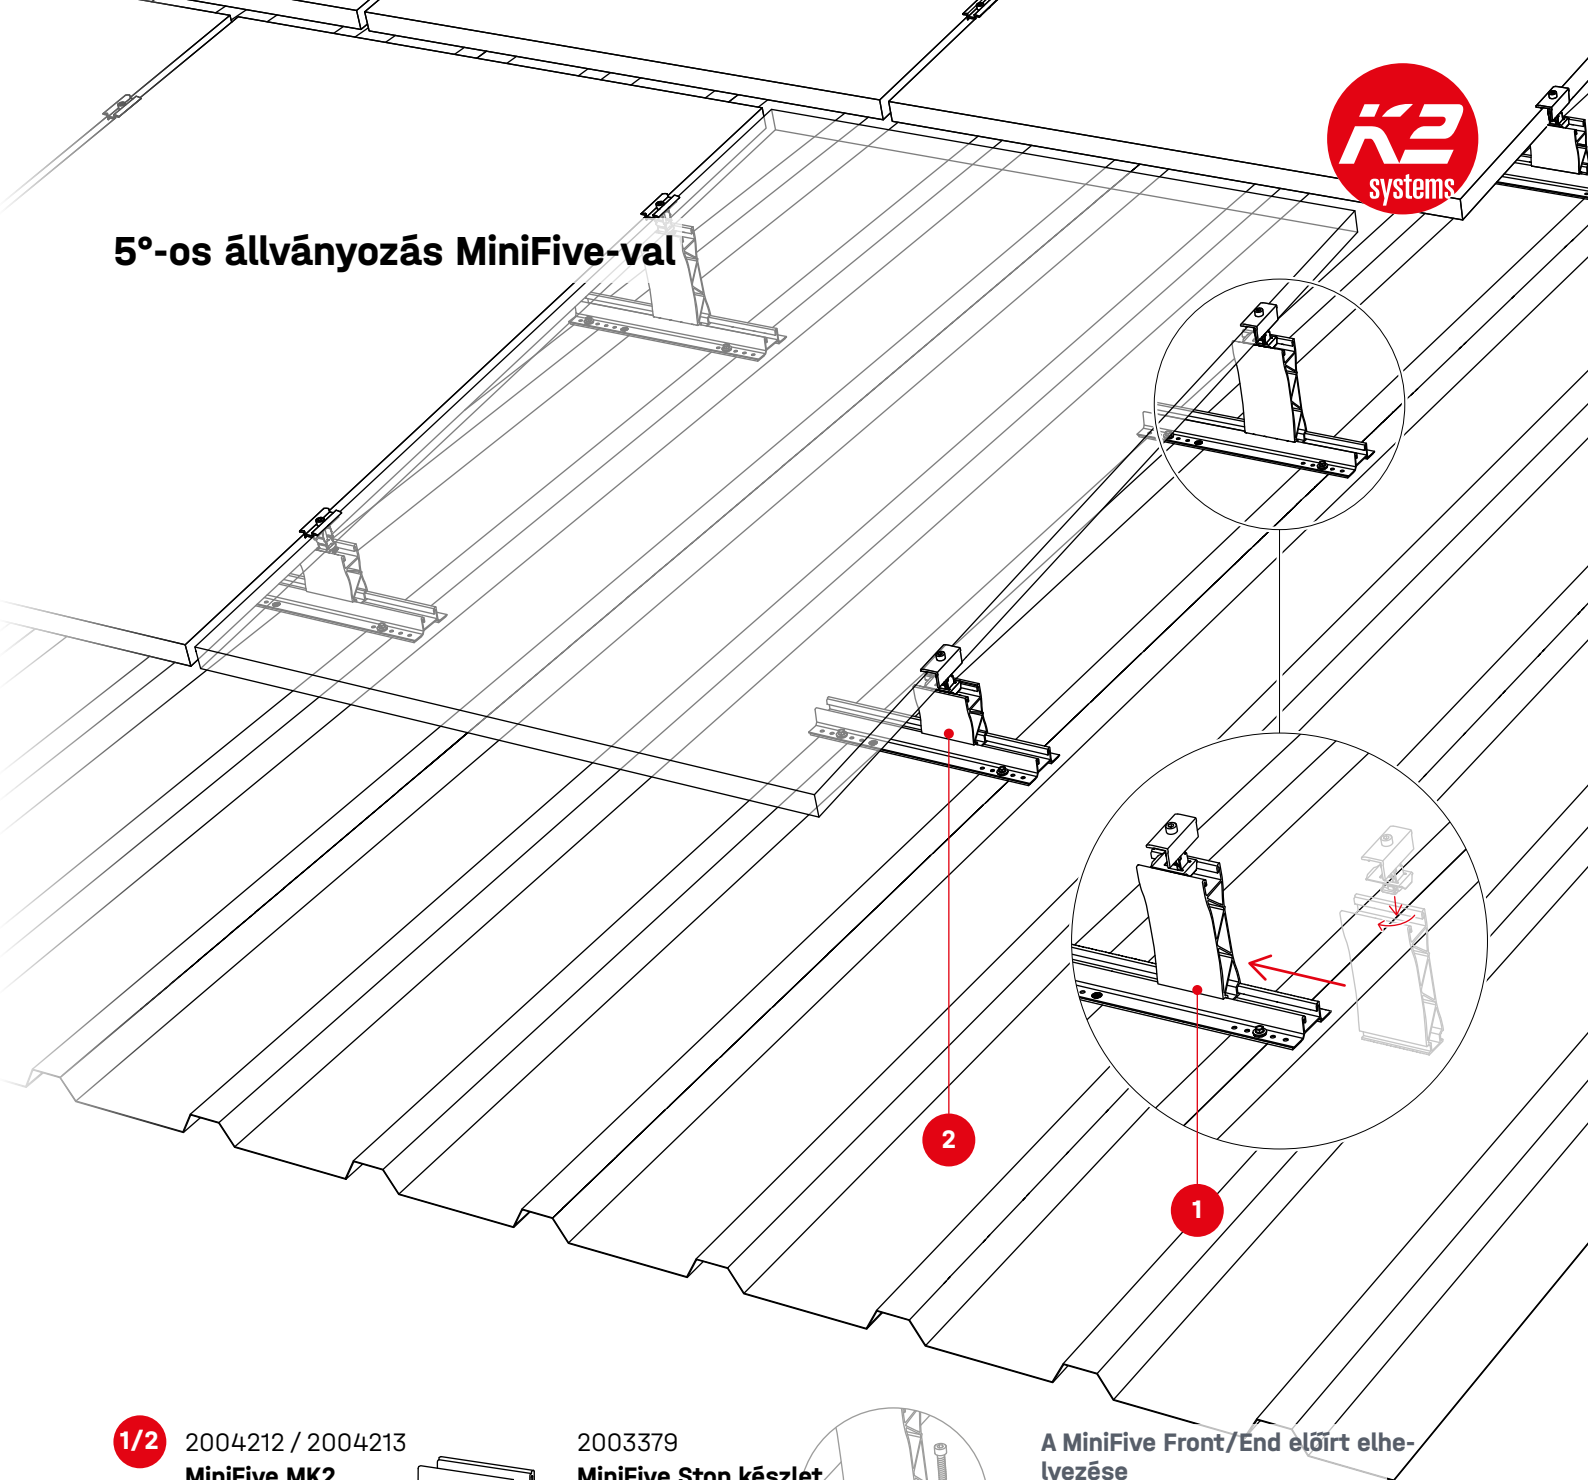 K2
systems
5°-os állványozás MiniFive-val
2
1
1/2
2004212 / 2004213
MiniFive MK2
2003379
MiniFive Stop készlet
A MiniFive Front/End előírt elhe-
lyezése